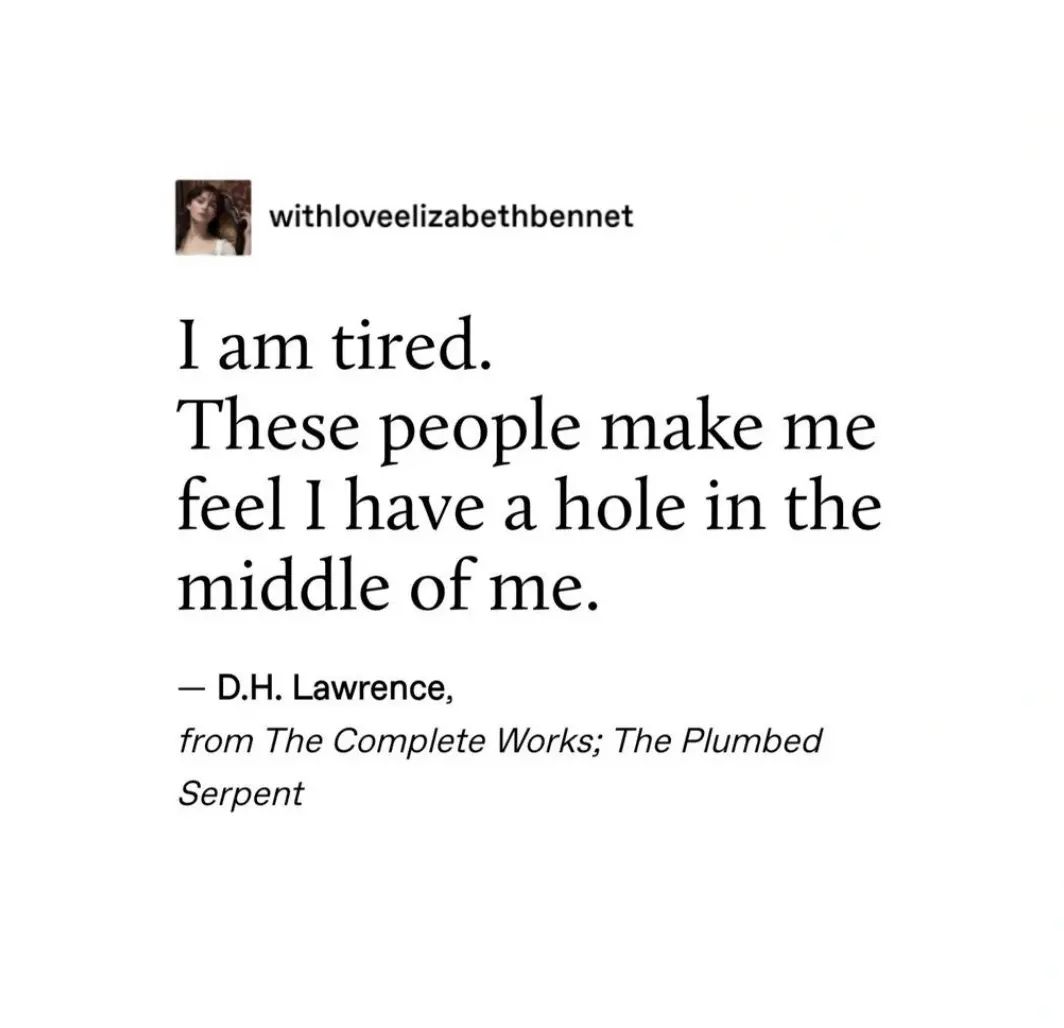 withloveelizabethbennet
I am tired.
These people make me
feel I have a hole in the
middle of me.
— D.H. Lawrence,
from The Complete Works; The Plumbed
Serpent